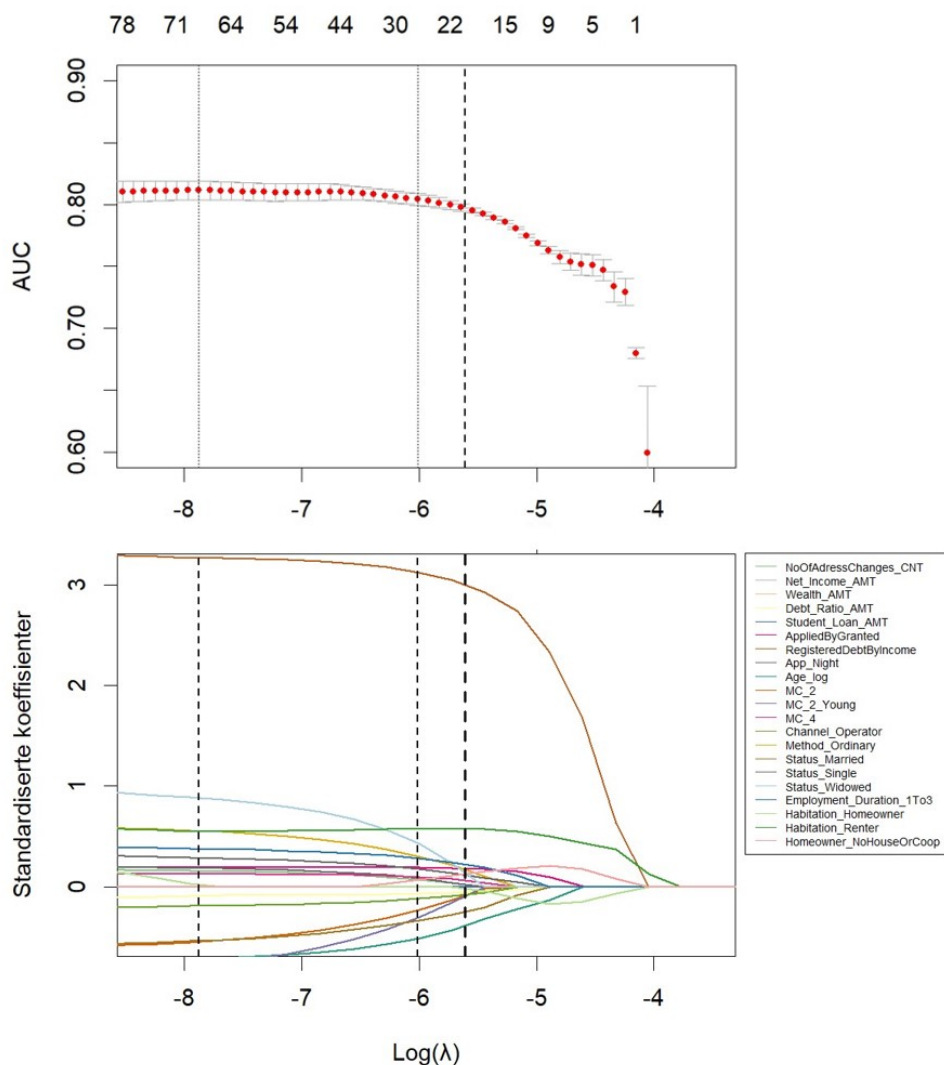 78 71 64 54 44 30 22 15 9 5 1
0.90
0.80
0.70
0.60
AUC
-8 -7 -6 -5 -4
3
2
1
0
Standardiserte koeffisienter
-8 -7 -6 -5 -4
Log(λ)
NoOfAdressChanges_CNT
Net_Income_AMT
Wealth_AMT
Debt_Ratio_AMT
Student_Loan_AMT
AppliedByGranted
RegisteredDebtByIncome
App_Night
Age_log
MC_2
MC_2_Young
MC_4
Channel_Operator
Method_Ordinary
Status_Married
Status_Single
Status_Widowed
Employment_Duration_1To3
Habitation_Homeowner
Habitation_Renter
Homeowner_NoHouseOrCoop